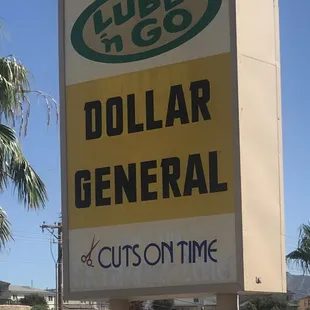 LUBE
'n GO
DOLLAR
GENERAL
CUTS ON TIME